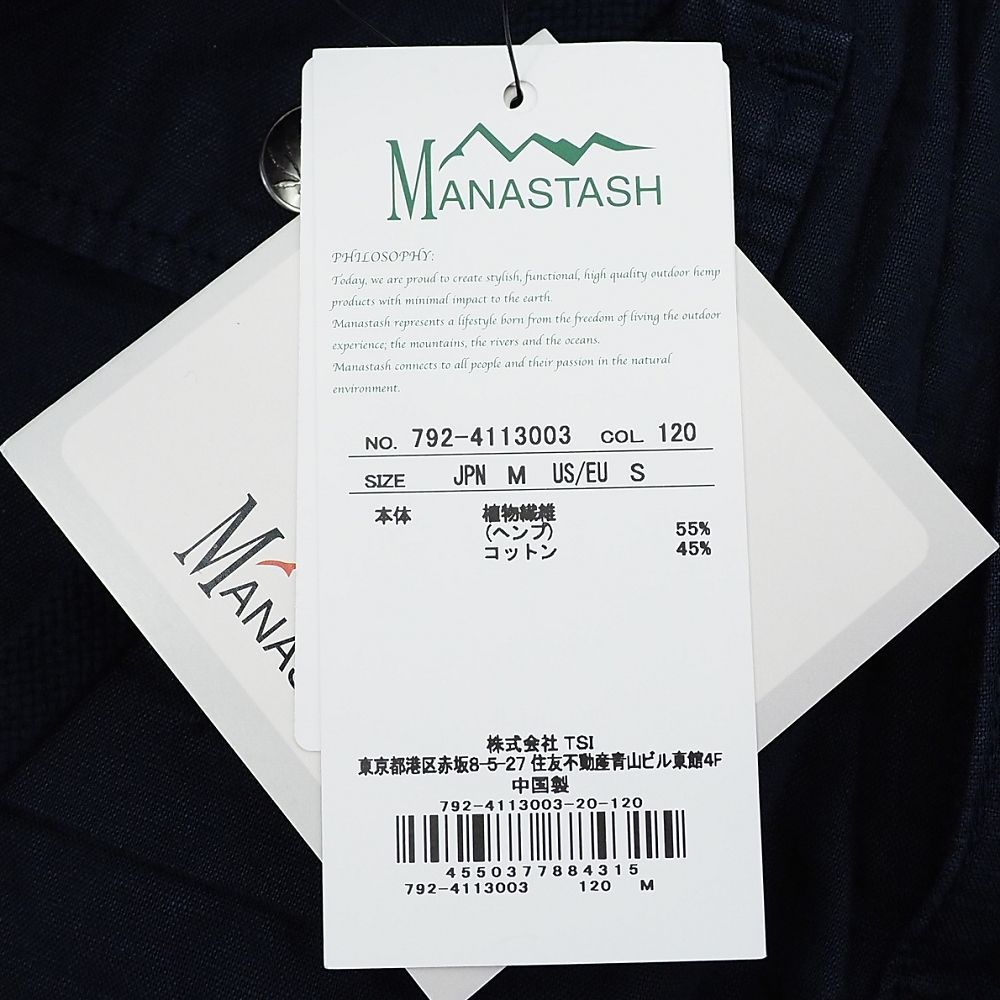 MANASTASH
PHILOSOPHY:
Today, we are proud to create stylish, functional, high quality outdoor hemp
products with minimal impact to the earth.
Manastash represents a lifestyle born from the freedom of living the outdoor
experience; the mountains, the rivers and the oceans.
Manastash connects to all people and their passion in the natural
environment.
NO. 792-4113003 COL 120
SIZE JPN M US/EU S
本体 植物繊維
(ヘンプ) 55%
コットン 45%
株式会社 TSI
東京都港区赤坂8-5-27 住友不動産青山ビル東館4F
中国製
792-4113003-20-120
4550377884315
792-4113003 120 M